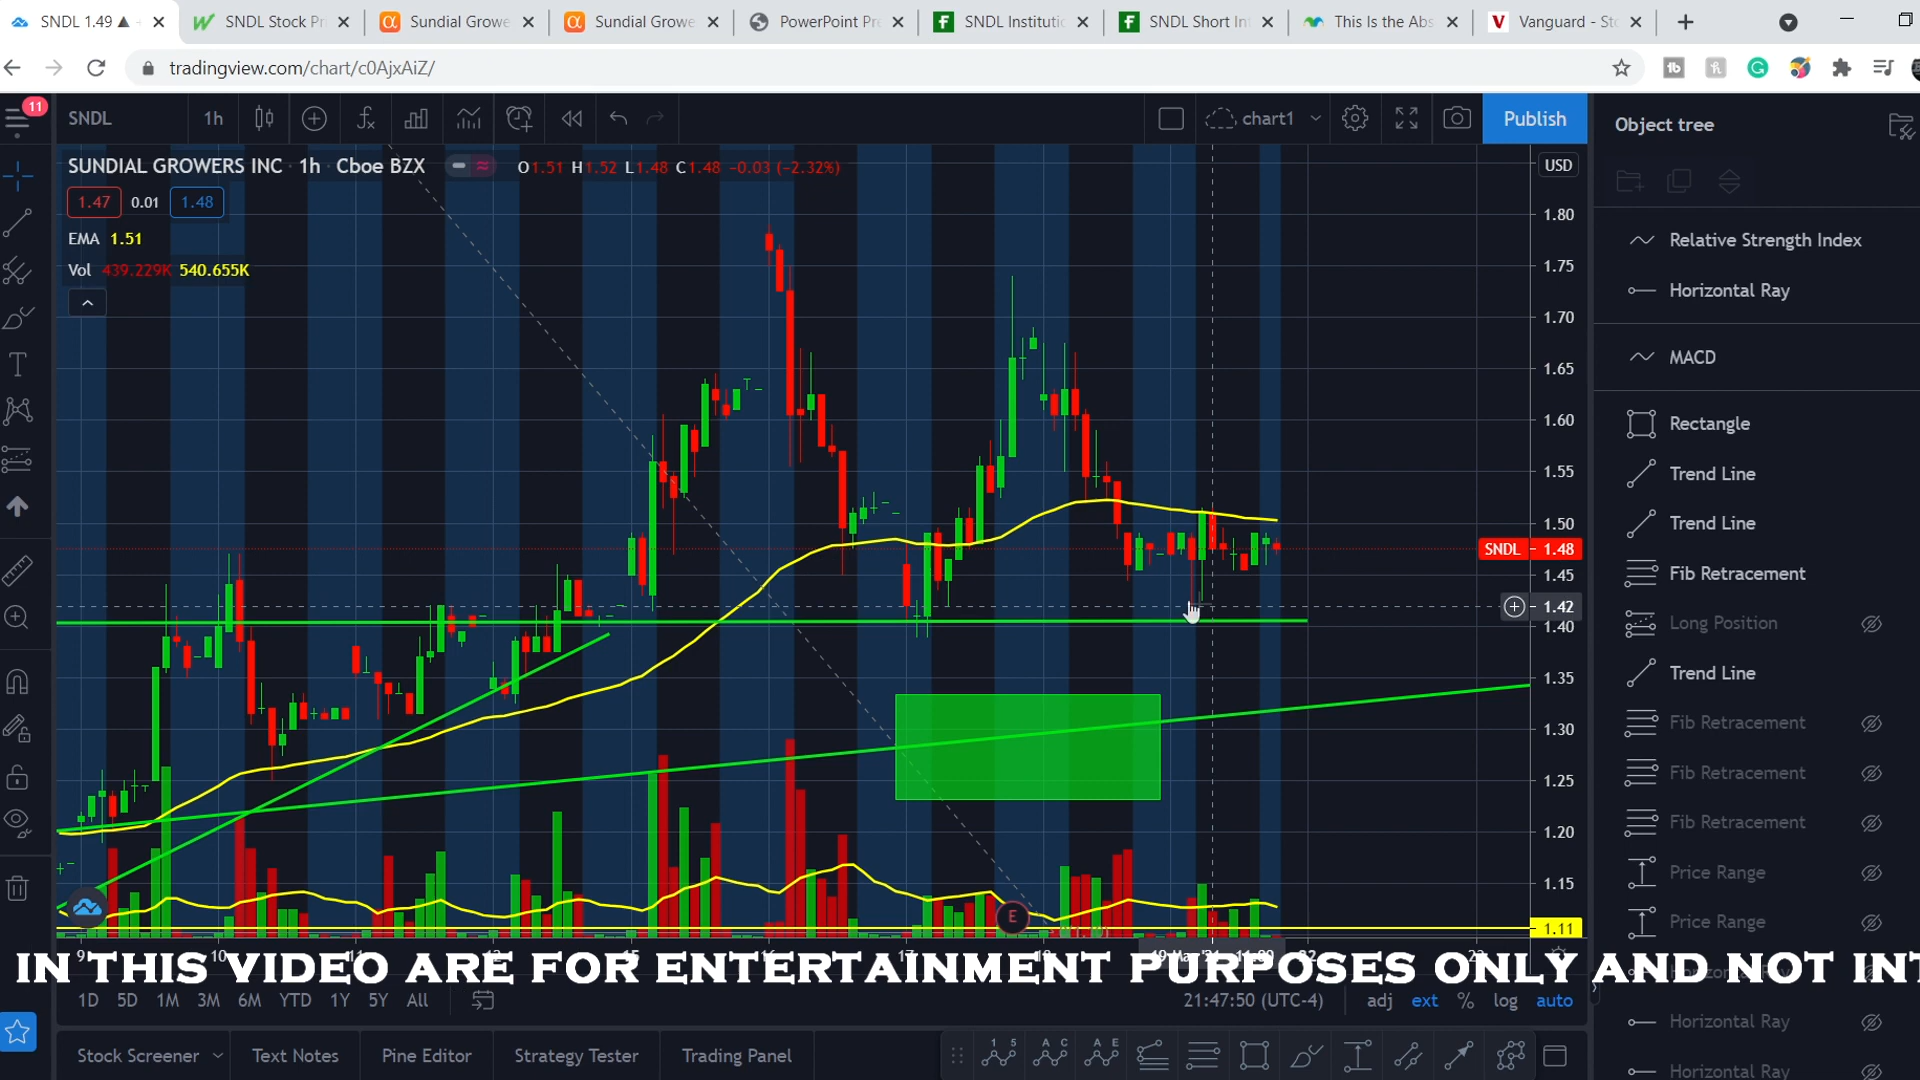 SNDL 1.49 ▲
SNDL Stock Pr
Sundial Growe
Sundial Growe
PowerPoint Pre
SNDL Instituti
SNDL Short Int
This Is the Abs
Vanguard - Sto
tradingview.com/chart/c0AjxAiZ/
11
SNDL
1h
chart1
Publish
Object tree
SUNDIAL GROWERS INC · 1h · Cboe BZX
O1.51 H1.52 L1.48 C1.48 -0.03 (-2.32%)
USD
1.47 0.01 1.48
EMA 1.51
Vol 439.229K 540.655K
1.80
1.75
1.70
1.65
1.60
1.55
1.50
SNDL 1.48
1.45
1.42
1.40
1.35
1.30
1.25
1.20
1.15
1.11
E
Relative Strength Index
Horizontal Ray
MACD
Rectangle
Trend Line
Trend Line
Fib Retracement
Long Position
Trend Line
Fib Retracement
Fib Retracement
Fib Retracement
Price Range
Price Range
Horizontal Ray
Horizontal Ray
IN THIS VIDEO ARE FOR ENTERTAINMENT PURPOSES ONLY AND NOT INT
1D 5D 1M 3M 6M YTD 1Y 5Y All
21:47:50 (UTC-4)
adj ext % log auto
Stock Screener
Text Notes
Pine Editor
Strategy Tester
Trading Panel